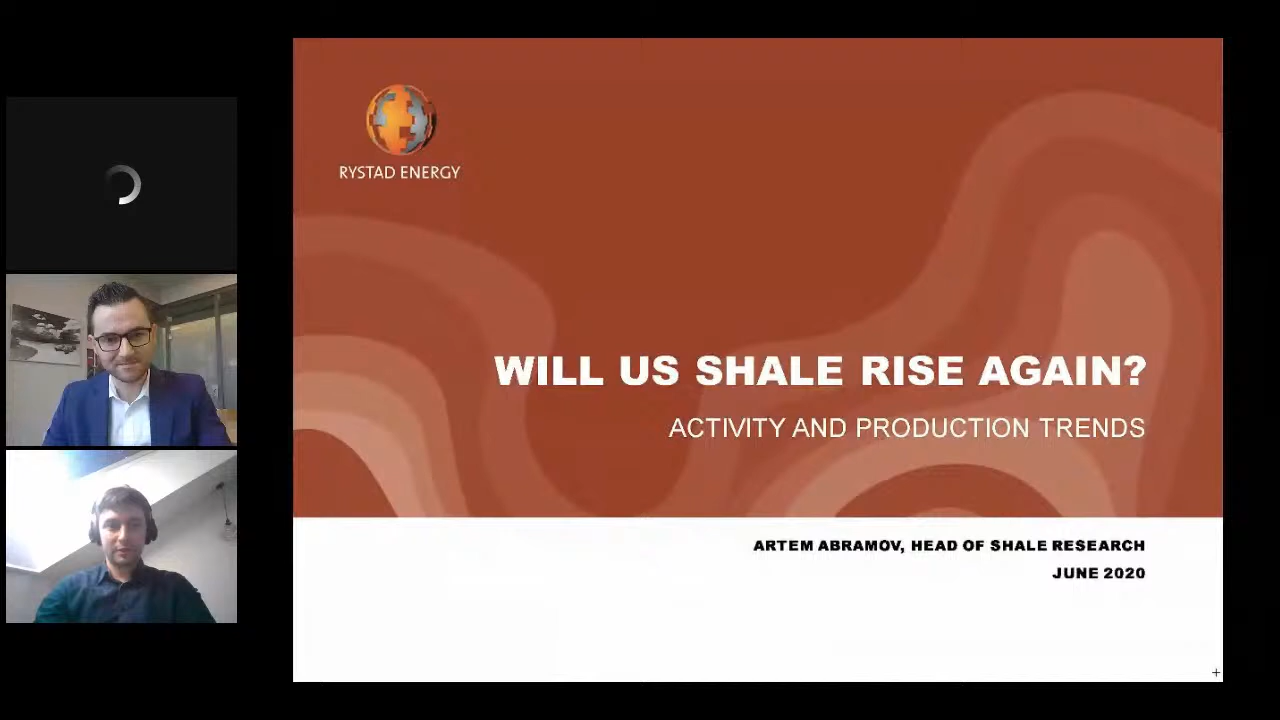 RYSTAD ENERGY
WILL US SHALE RISE AGAIN?
ACTIVITY AND PRODUCTION TRENDS
ARTEM ABRAMOV, HEAD OF SHALE RESEARCH
JUNE 2020